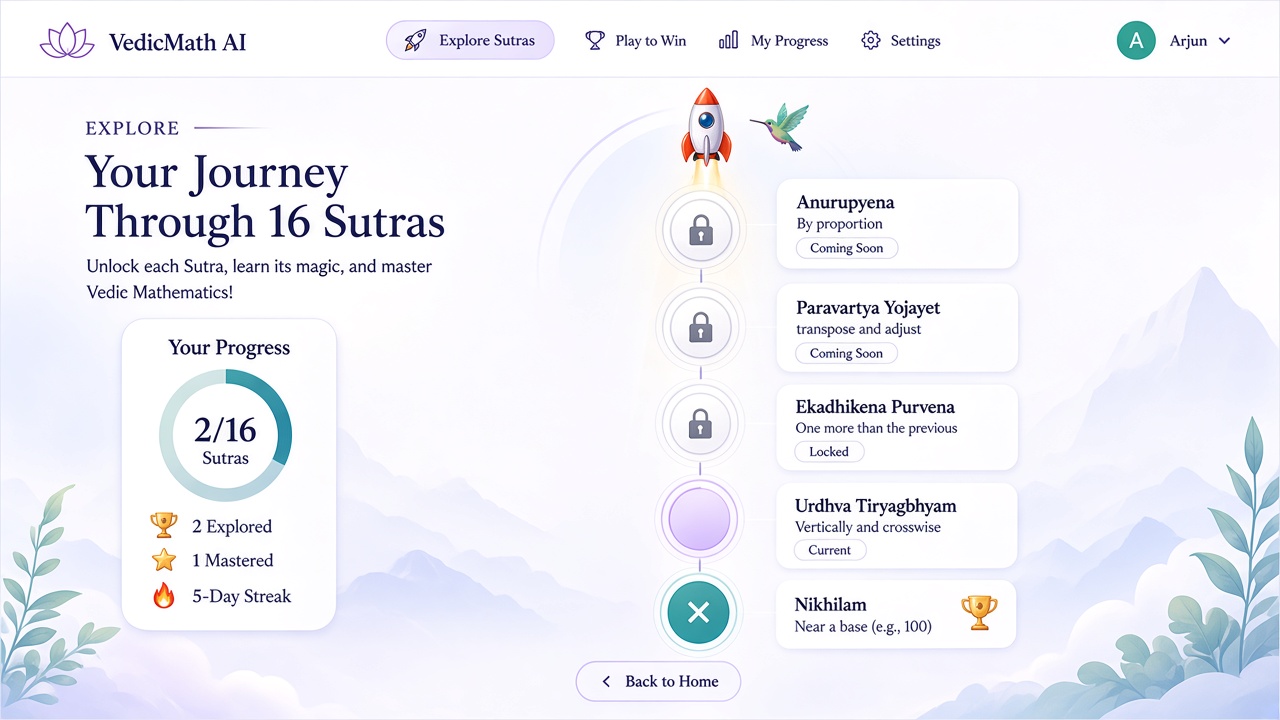 VedicMath AI
Explore Sutras
Play to Win
My Progress
Settings
A
Arjun
EXPLORE
Your Journey
Through 16 Sutras
Unlock each Sutra, learn its magic, and master
Vedic Mathematics!
Your Progress
2/16
Sutras
2 Explored
1 Mastered
5-Day Streak
Anurupyena
By proportion
Coming Soon
Paravartya Yojayet
transpose and adjust
Coming Soon
Ekadhikena Purvena
One more than the previous
Locked
Urdhva Tiryagbhyam
Vertically and crosswise
Current
Nikhilam
Near a base (e.g., 100)
Back to Home